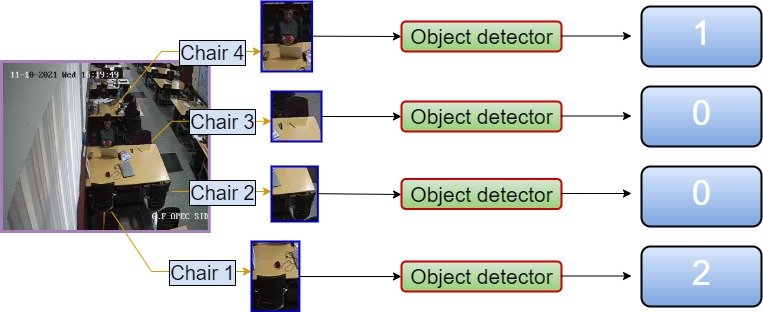 Chair 4
Object detector
1
11-10-2021 Wed 16:19:49
Chair 3
Object detector
0
Chair 2
Object detector
0
G.F OPEC SID
Chair 1
Object detector
2